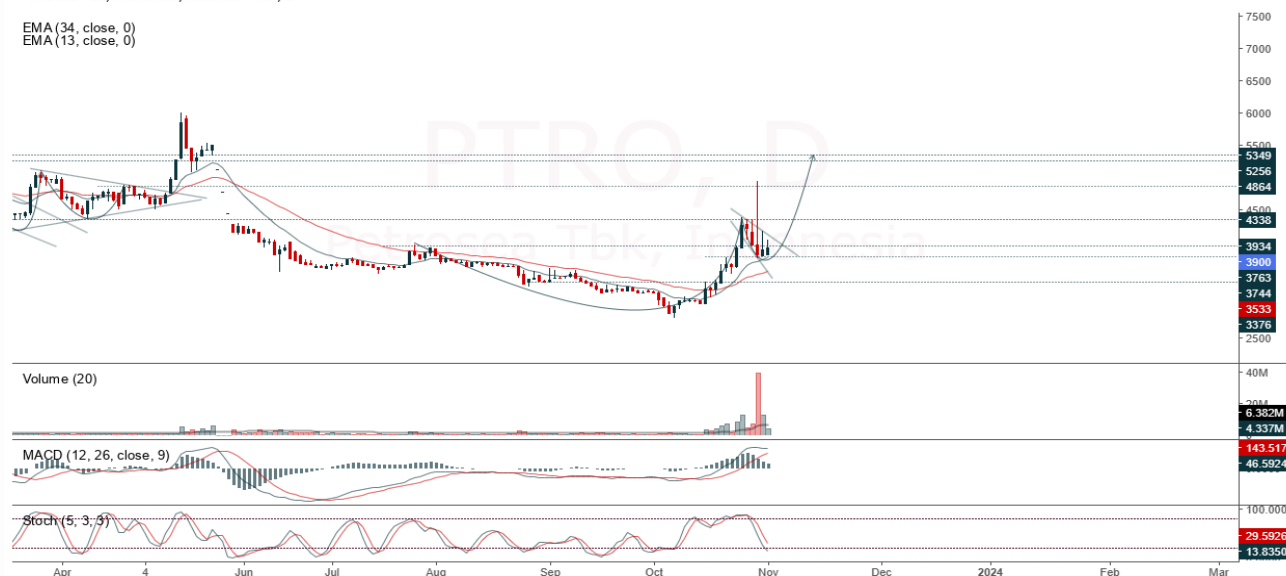 EMA (34, close, 0)
EMA (13, close, 0)
PTRO, D
Petrosea Tbk, Indonesia
7500
7000
6500
6000
5500
5349
5256
4864
4500
4338
3934
3900
3763
3744
3533
3376
2500
Volume (20)
40M
20M
6.382M
4.337M
MACD (12, 26, close, 9)
143.517
46.5924
Stoch (5, 3, 3)
100.000
29.5926
13.8350
Apr 4 Jun Jul Aug Sep Oct Nov Dec 2024 Feb Mar